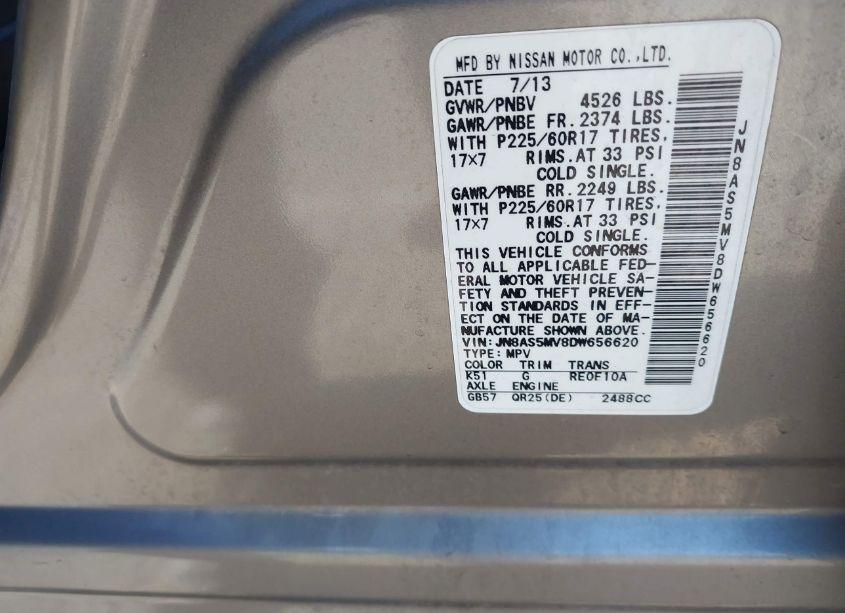 MFD BY NISSAN MOTOR CO.,LTD.
DATE 7/13
GVWR/PNBV 4526 LBS.
GAWR/PNBE FR. 2374 LBS.
WITH P225/60R17 TIRES.
17×7 RIMS.AT 33 PSI
COLD SINGLE.
GAWR/PNBE RR. 2249 LBS.
WITH P225/60R17 TIRES.
17×7 RIMS.AT 33 PSI
COLD SINGLE.
THIS VEHICLE CONFORMS
TO ALL APPLICABLE FED-
ERAL MOTOR VEHICLE SA-
FETY AND THEFT PREVEN-
TION STANDARDS IN EFF-
ECT ON THE DATE OF MA-
NUFACTURE SHOWN ABOVE.
VIN: JN8AS5MV8DW656620
TYPE: MPV
COLOR TRIM TRANS
K51 G RE0F10A
AXLE ENGINE
GB57 QR25(DE) 2488CC
JN8AS5MV8DW656620